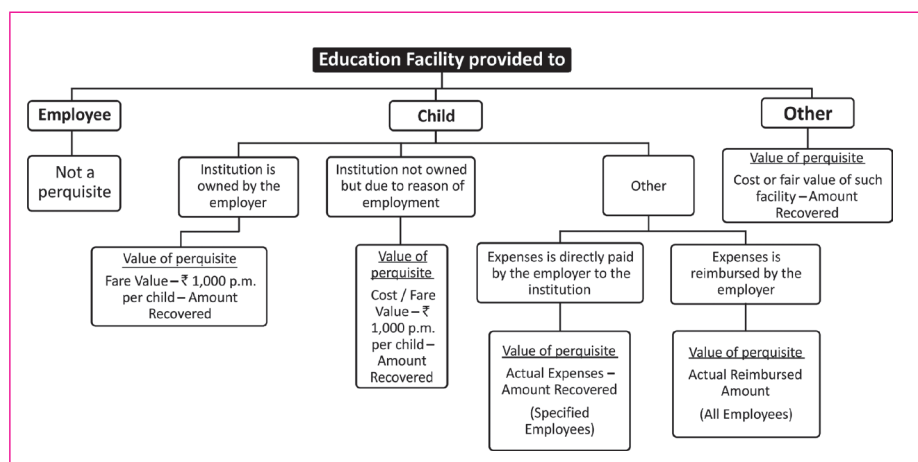 Education Facility provided to
Employee
Child
Other
Not a
perquisite
Institution is
owned by the
employer
Institution not owned
but due to reason of
employment
Other
Value of perquisite
Cost or fair value of such
facility – Amount
Recovered
Value of perquisite
Fare Value – ₹ 1,000 p.m.
per child – Amount
Recovered
Value of
perquisite
Cost / Fare
Value – ₹
1,000 p.m.
per child –
Amount
Recovered
Expenses is directly paid
by the employer to the
institution
Expenses is
reimbursed by the
employer
Value of perquisite
Actual Expenses –
Amount Recovered
(Specified
Employees)
Value of perquisite
Actual Reimbursed
Amount
(All Employees)